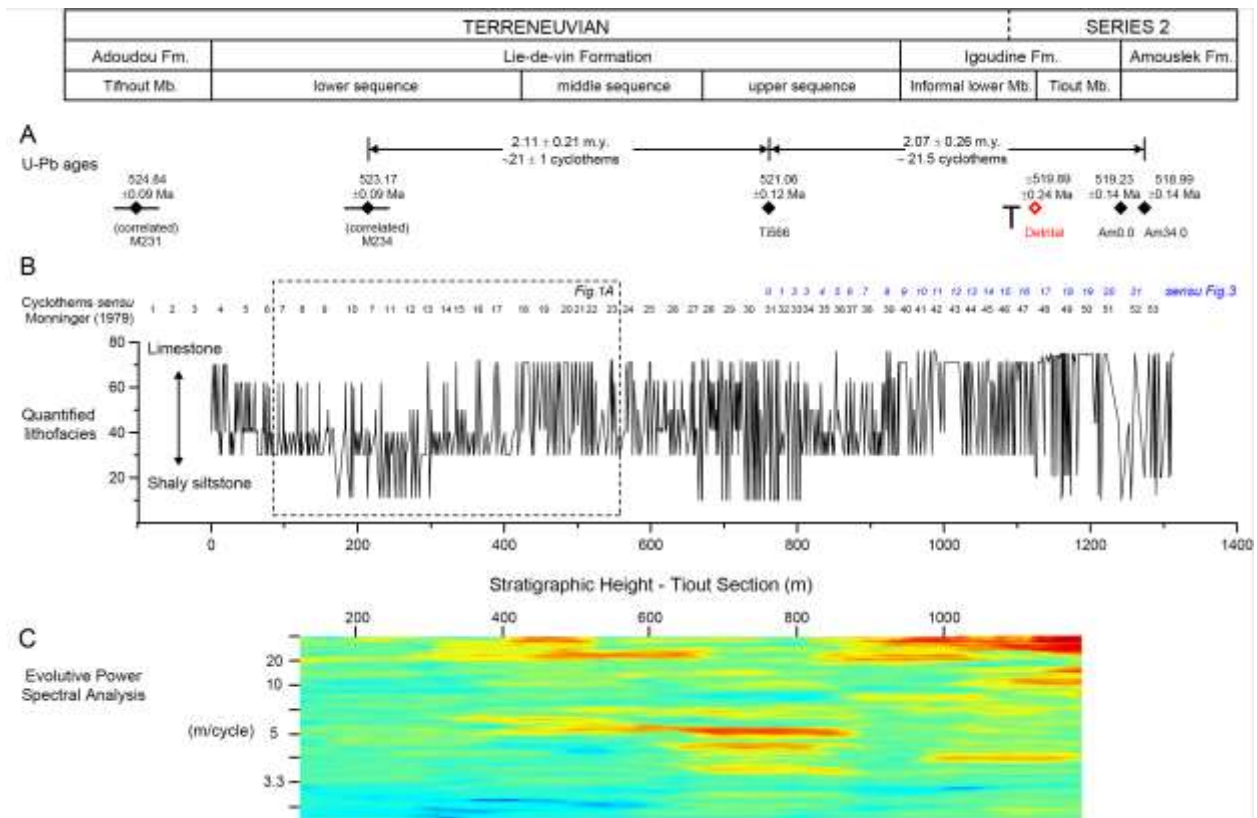 TERRENEUVIAN SERIES 2
Adoudou Fm. Lie-de-vin Formation Igoudine Fm. Amouslek Fm.
Tifnout Mb. lower sequence middle sequence upper sequence Informal lower Mb. Tiout Mb.
A
U-Pb ages
2.11 ± 0.21 m.y.
~21 ± 1 cyclothems
2.07 ± 0.26 m.y.
~ 21.5 cyclothems
524.84
±0.09 Ma
(correlated)
M231
523.17
±0.09 Ma
(correlated)
M234
521.06
±0.12 Ma
Ti666
T
≤519.89
±0.24 Ma
Detrital
519.23
±0.14 Ma
Am0.0
518.99
±0.14 Ma
Am34.0
B
Fig.1A
0 1 2 3 3 4 5 6 7 8 9 10 11 12 13 14 15 16 17 18 19 20 21 sensu Fig.3
Cyclothems sensu
Monninger (1979)
1 2 3 4 5 6 7 8 9 10 11 12 13 14 15 16 17 18 19 20 21 22 23 24 25 26 27 28 29 30 31 32 33 34 35 36 37 38 39 40 41 42 43 44 45 46 47 48 49 50 51 52 53
80
Limestone
60
Quantified
lithofacies
40
20
Shaly siltstone
0 200 400 600 800 1000 1200 1400
Stratigraphic Height - Tiout Section (m)
200 400 600 800 1000
C
Evolutive Power
Spectral Analysis
(m/cycle)
20
10
5
3.3